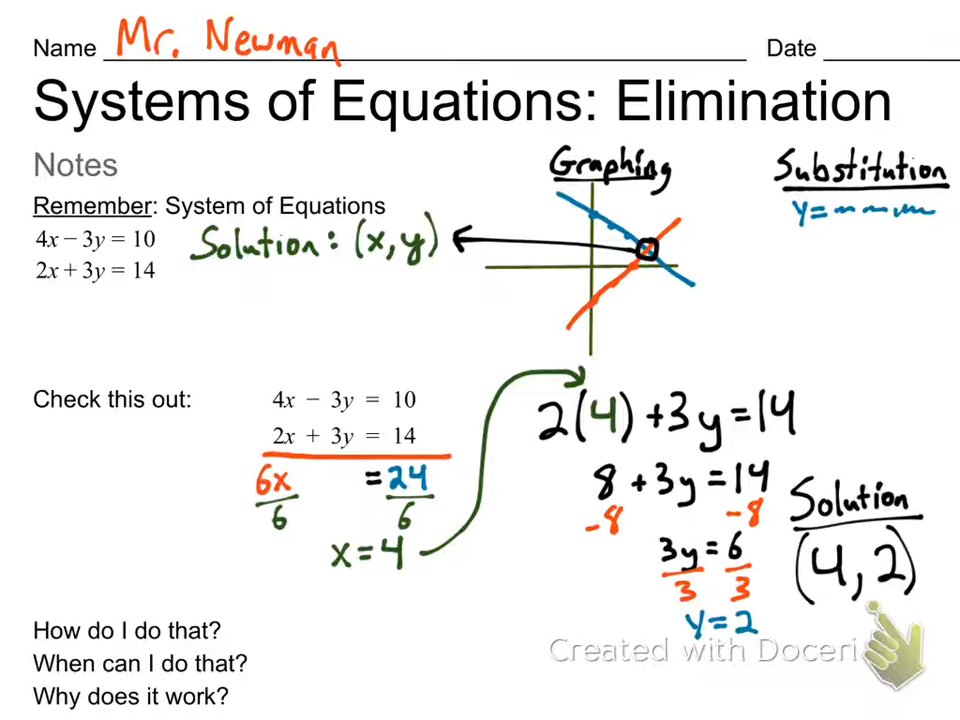 Name Mr. Newman Date
Systems of Equations: Elimination
Notes
Graphing
Substitution
y=
Remember: System of Equations
4x − 3y = 10
2x + 3y = 14
Solution: (x,y)
Check this out:
4x − 3y = 10
2x + 3y = 14
6x = 24
6 6
x=4
2(4)+3y=14
8+3y=14
-8 -8
3y=6
3 3
y=2
Solution
(4,2)
How do I do that?
When can I do that?
Why does it work?
Created with Doceri